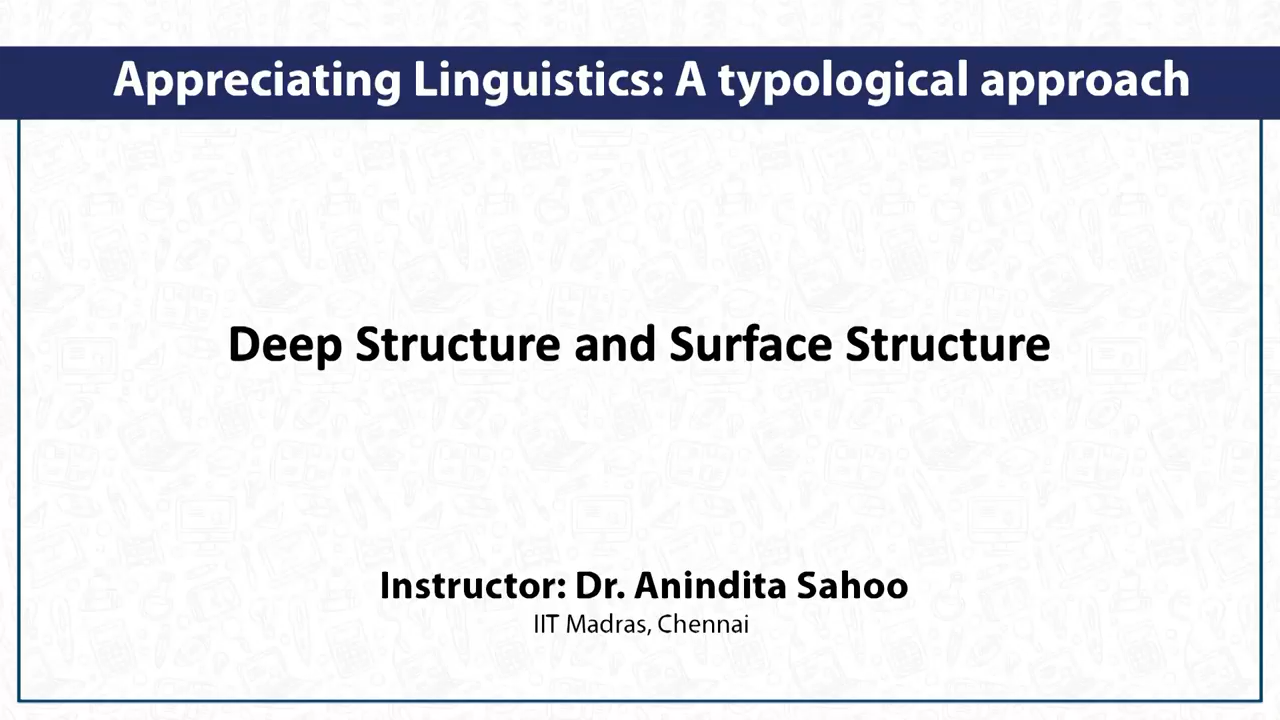 Appreciating Linguistics: A typological approach
Deep Structure and Surface Structure
Instructor: Dr. Anindita Sahoo
IIT Madras, Chennai